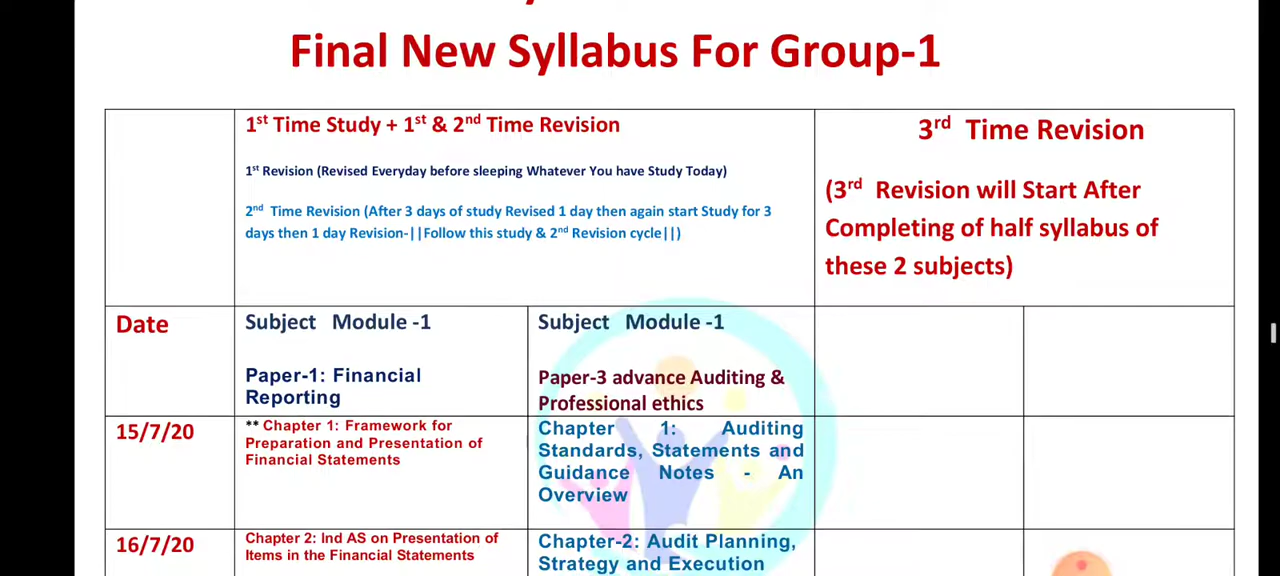 Final New Syllabus For Group-1
1st Time Study + 1st & 2nd Time Revision
1st Revision (Revised Everyday before sleeping Whatever You have Study Today)
2nd Time Revision (After 3 days of study Revised 1 day then again start Study for 3
days then 1 day Revision-||Follow this study & 2nd Revision cycle||)
3rd Time Revision
(3rd Revision will Start After
Completing of half syllabus of
these 2 subjects)
Date
Subject Module -1
Paper-1: Financial
Reporting
Subject Module -1
Paper-3 advance Auditing &
Professional ethics
15/7/20
** Chapter 1: Framework for
Preparation and Presentation of
Financial Statements
Chapter 1: Auditing
Standards, Statements and
Guidance Notes - An
Overview
16/7/20
Chapter 2: Ind AS on Presentation of
Items in the Financial Statements
Chapter-2: Audit Planning,
Strategy and Execution